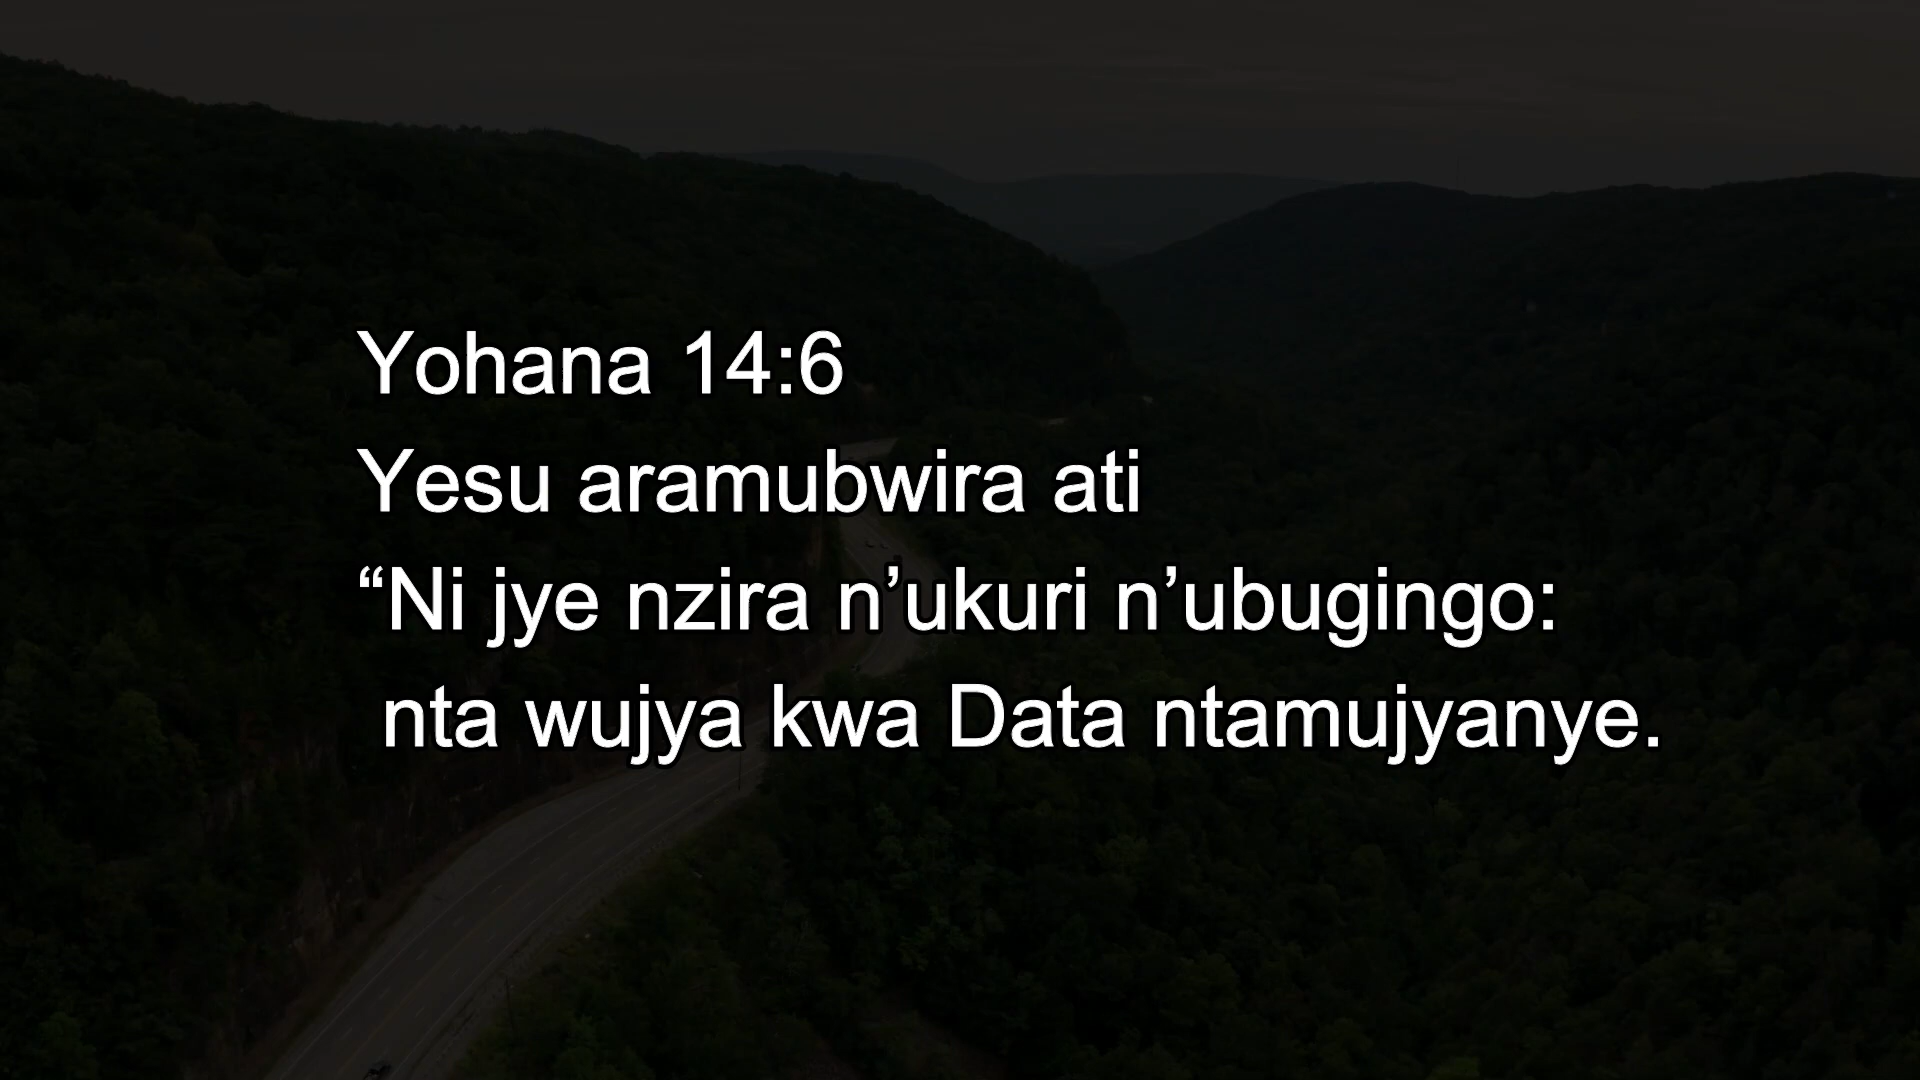 Yohana 14:6
Yesu aramubwira ati
“Ni jye nzira n’ukuri n’ubugingo:
nta wujya kwa Data ntamujyanye.